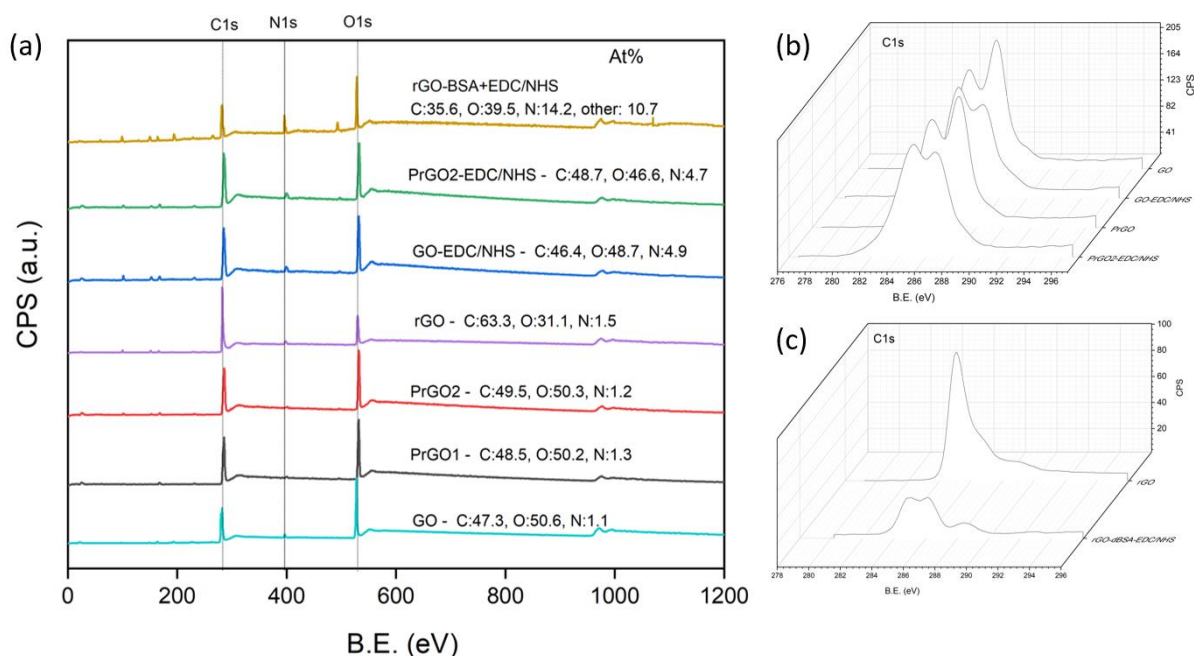 (a)
C1s
N1s
O1s
At%
rGO-BSA+EDC/NHS
C:35.6, O:39.5, N:14.2, other: 10.7
PrGO2-EDC/NHS - C:48.7, O:46.6, N:4.7
GO-EDC/NHS - C:46.4, O:48.7, N:4.9
rGO - C:63.3, O:31.1, N:1.5
PrGO2 - C:49.5, O:50.3, N:1.2
PrGO1 - C:48.5, O:50.2, N:1.3
GO - C:47.3, O:50.6, N:1.1
CPS (a.u.)
0 200 400 600 800 1000 1200
B.E. (eV)
(b)
C1s
205
164
123
82
41
CPS
GO
GO-EDC/NHS
PrGO
PrGO2-EDC/NHS
276 278 280 282 284 286 288 290 292 294 296
B.E. (eV)
(c)
C1s
100
80
60
40
20
CPS
rGO
rGO-dBSA-EDC/NHS
278 280 282 284 286 288 290 292 294 296
B.E. (eV)